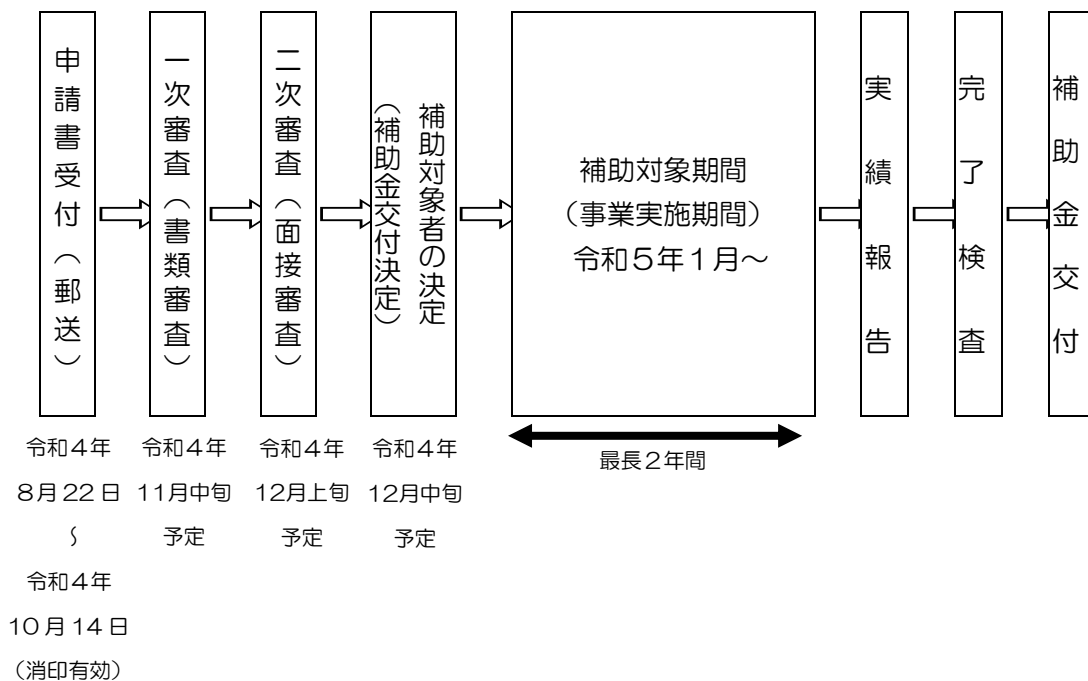 申請書受付（郵送）
一次審査（書類審査）
二次審査（面接審査）
補助対象者の決定
（補助金交付決定）
補助対象期間
（事業実施期間）
令和５年１月～
実績報告
完了検査
補助金交付
令和４年
８月22日
～
令和４年
10月14日
（消印有効）
令和４年
11月中旬
予定
令和４年
12月上旬
予定
令和４年
12月中旬
予定
最長２年間